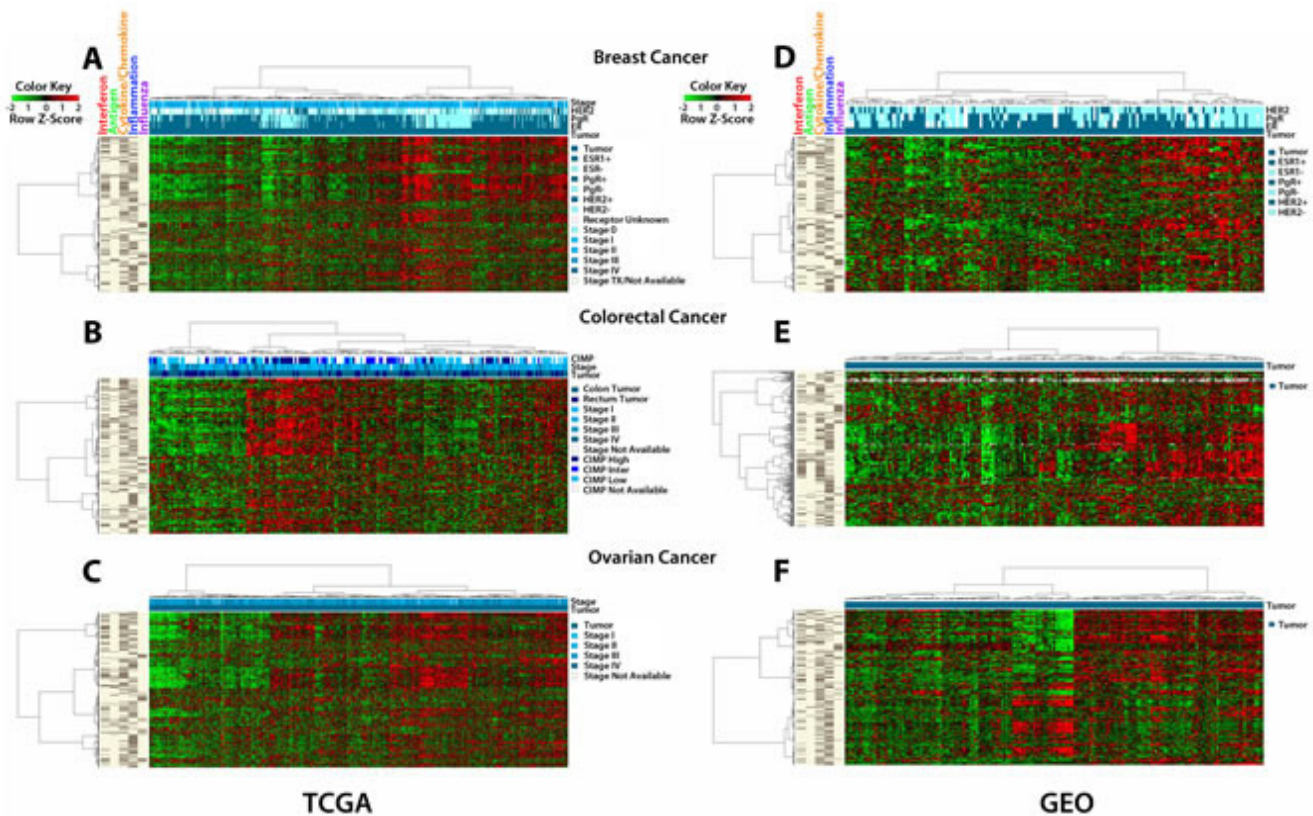 A
Breast Cancer
D
Color Key
-2 -1 0 1 2
Row Z-Score
Interferon
Antigen
Cytokine/Chemokine
Inflammation
Influenza
Stage
HER2
PgR
ER
Tumor
Tumor
ESR1+
ESR-
PgR+
PgR-
HER2+
HER2-
Receptor Unknown
Stage 0
Stage I
Stage II
Stage III
Stage IV
Stage TX/Not Available
Color Key
-2 -1 0 1 2
Row Z-Score
Interferon
Antigen
Cytokine/Chemokine
Inflammation
Influenza
HER2
PgR
ER
Tumor
Tumor
ESR1+
ESR1-
PgR+
PgR-
HER2+
HER2-
B
Colorectal Cancer
E
CIMP
Stage
Tumor
Colon Tumor
Rectum Tumor
Stage I
Stage II
Stage III
Stage IV
Stage Not Available
CIMP High
CIMP Inter
CIMP Low
CIMP Not Available
Tumor
Tumor
C
Ovarian Cancer
F
Stage
Tumor
Tumor
Stage I
Stage II
Stage III
Stage IV
Stage Not Available
Tumor
Tumor
TCGA
GEO